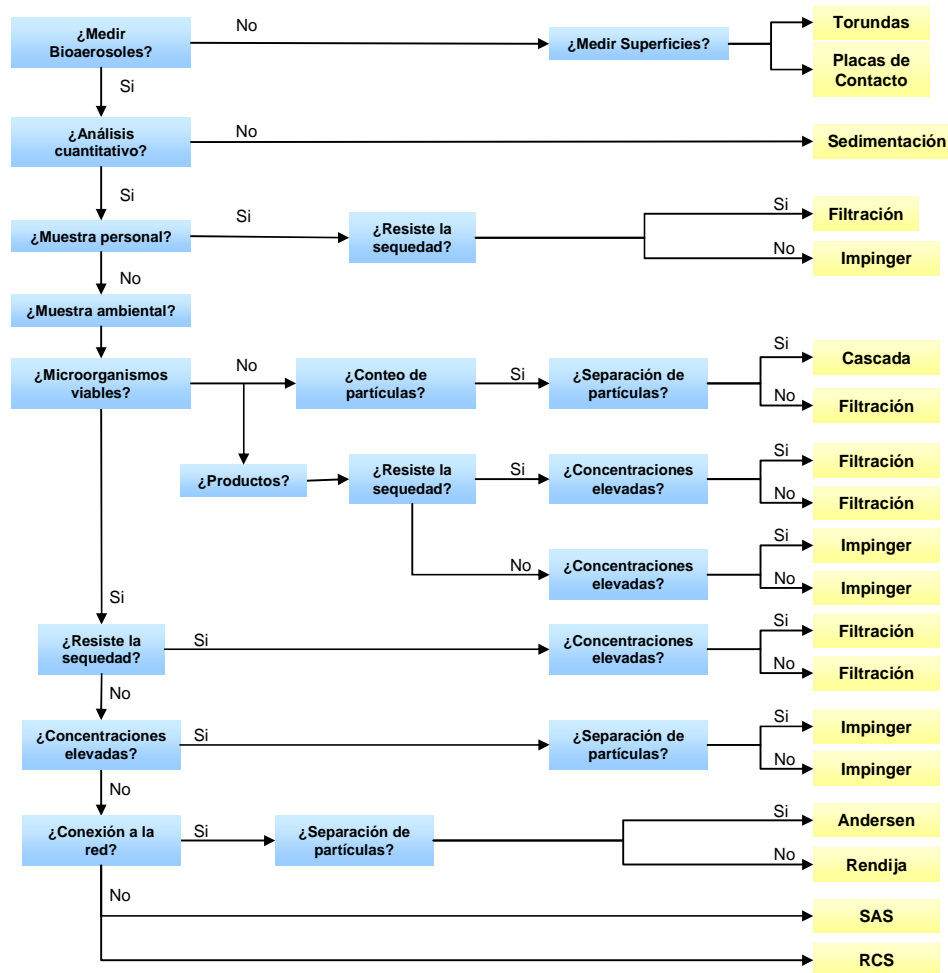 ¿Medir
Bioaerosoles?
No
¿Medir Superficies?
Torundas
Placas de
Contacto
Si
¿Análisis
cuantitativo?
No
Sedimentación
Si
¿Muestra personal?
Si
¿Resiste la
sequedad?
Si
Filtración
No
Impinger
No
¿Muestra ambiental?
¿Microorganismos
viables?
No
¿Conteo de
partículas?
Si
¿Separación de
partículas?
Si
Cascada
No
Filtración
¿Productos?
¿Resiste la
sequedad?
Si
¿Concentraciones
elevadas?
Si
Filtración
No
Filtración
No
¿Concentraciones
elevadas?
Si
Impinger
No
Impinger
Si
¿Resiste la
sequedad?
Si
¿Concentraciones
elevadas?
Si
Filtración
No
Filtración
No
¿Concentraciones
elevadas?
Si
¿Separación de
partículas?
Si
Impinger
No
Impinger
No
¿Conexión a la
red?
Si
¿Separación de
partículas?
Si
Andersen
No
Rendija
No
SAS
RCS